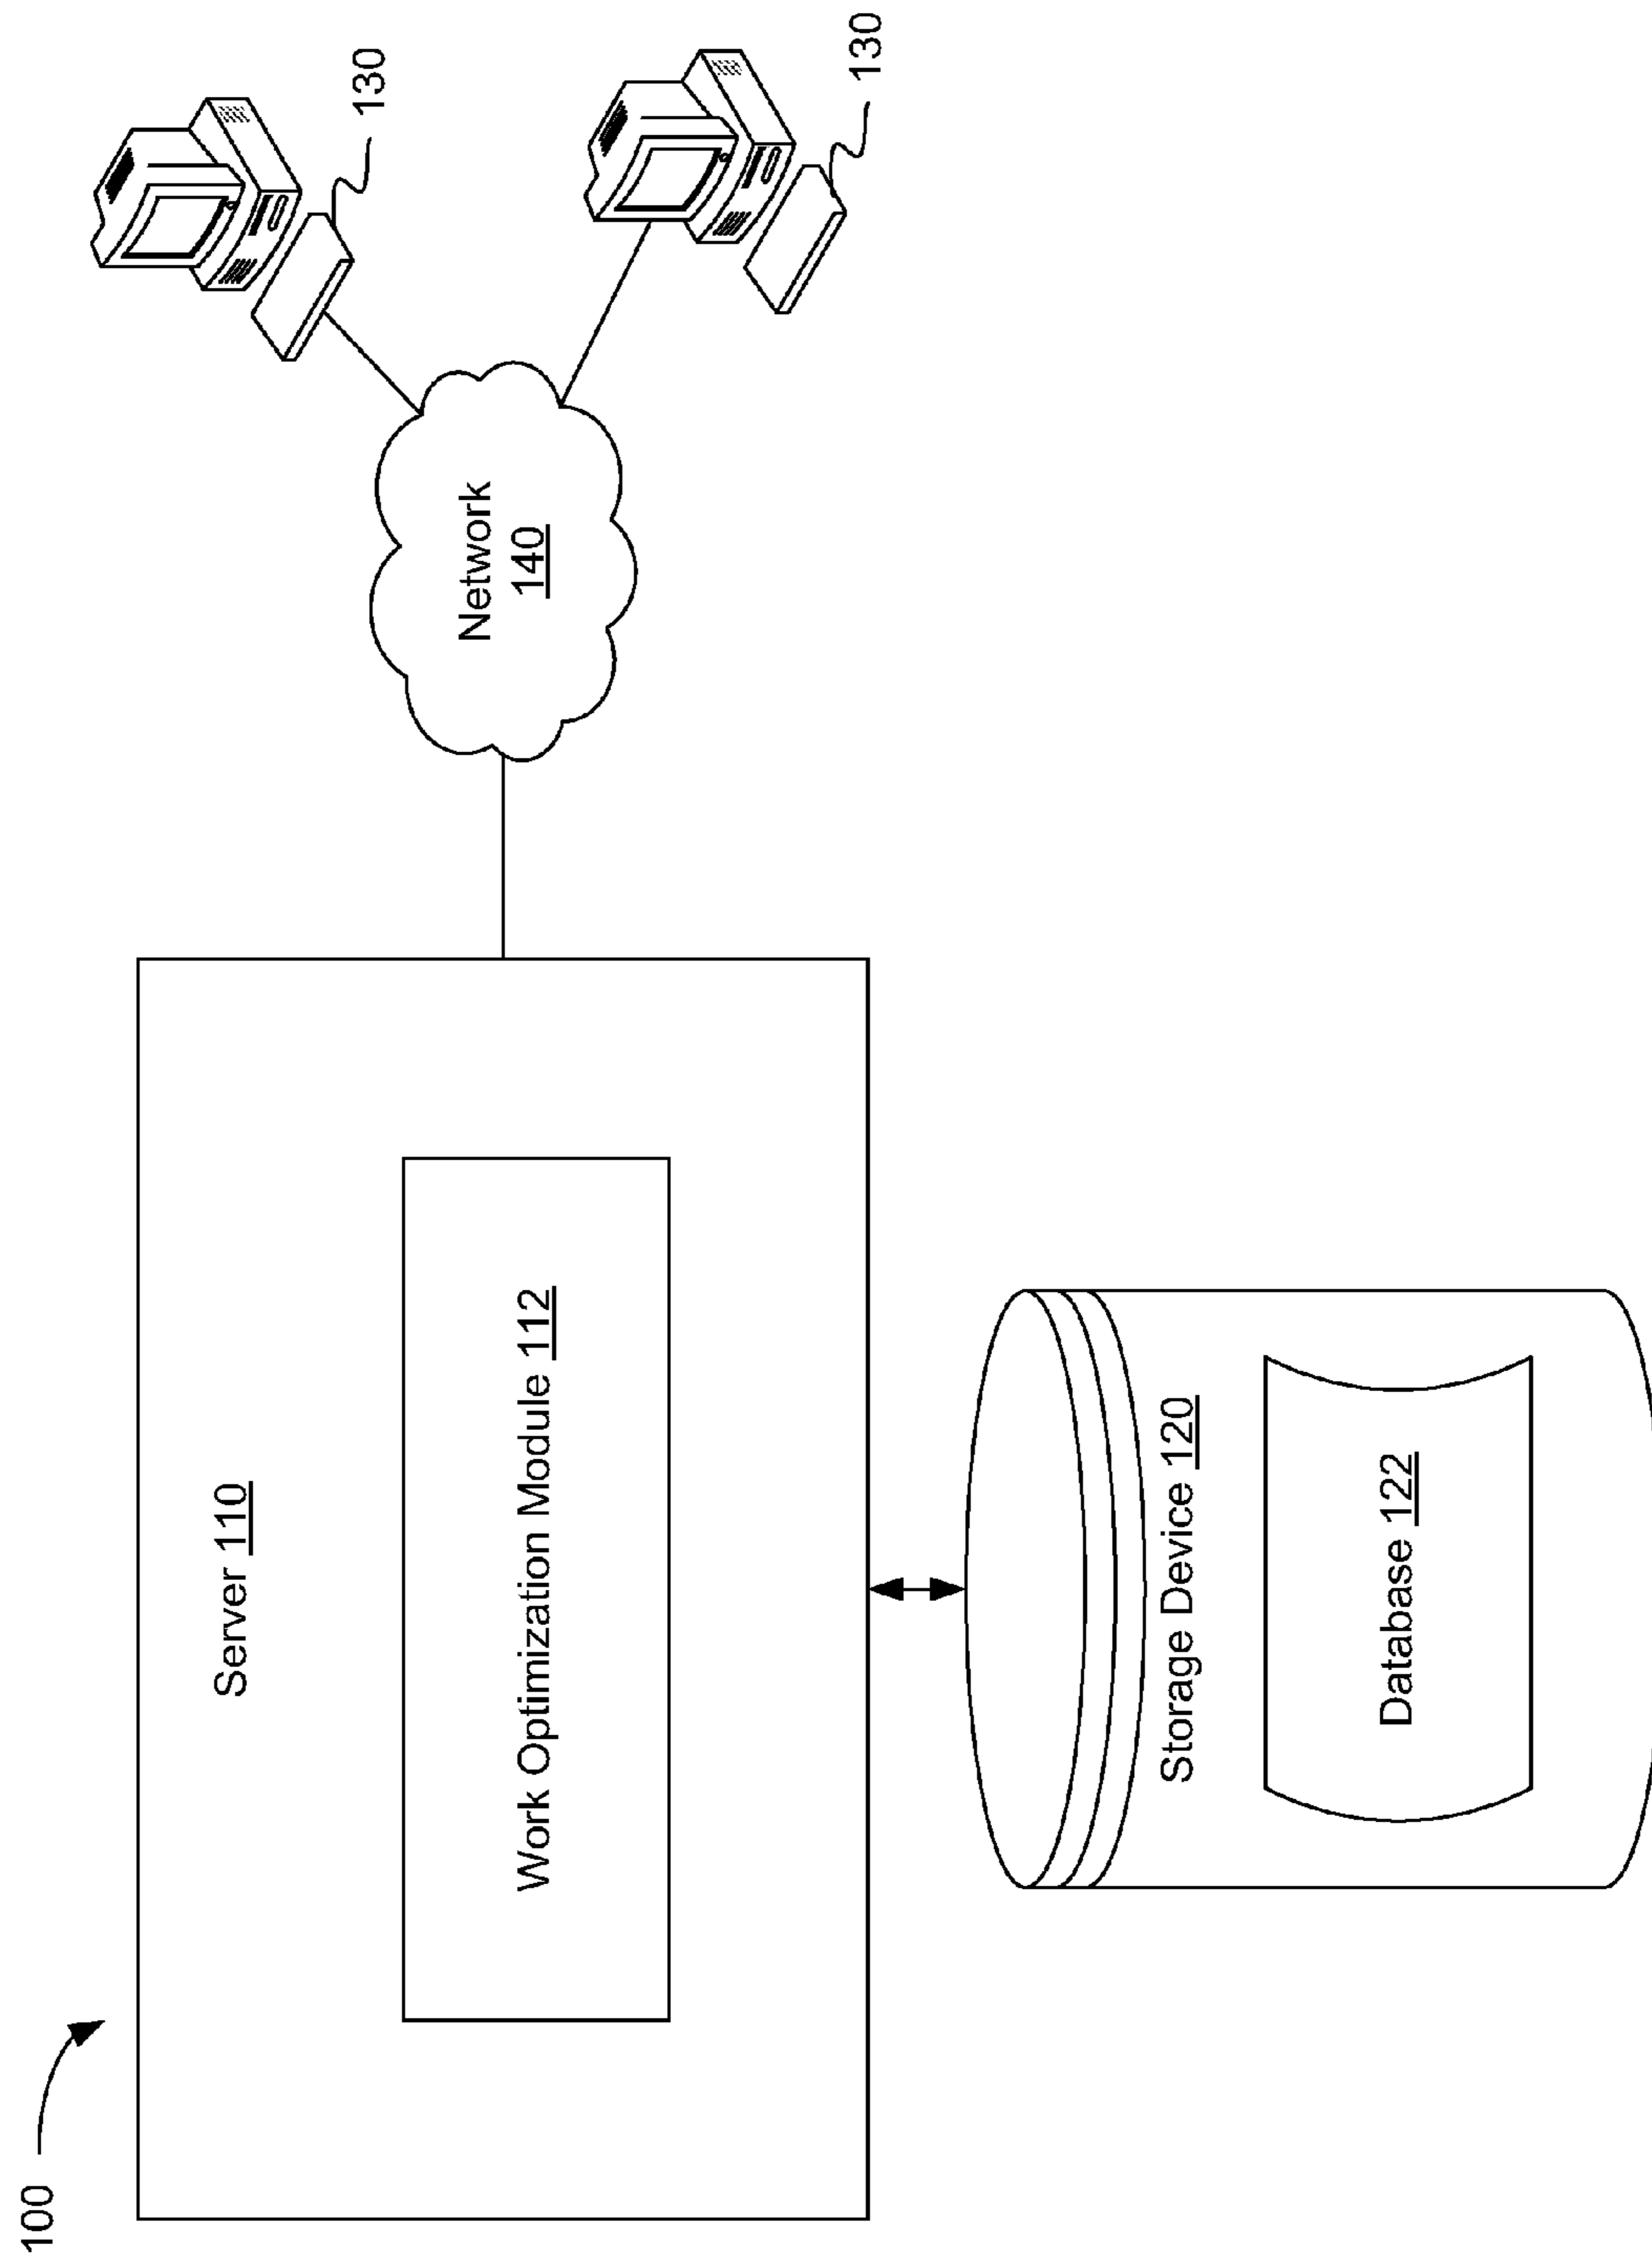 100
Server 110
Work Optimization Module 112
Network
140
130
130
Storage Device 120
Database 122